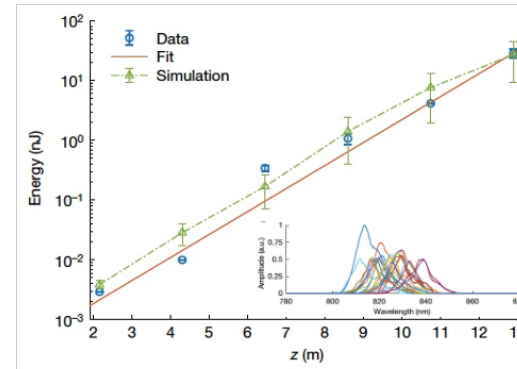 10²
Data
Fit
Simulation
10¹
10⁰
10⁻¹
10⁻²
10⁻³
Energy (nJ)
1
0.75
0.5
0.25
0
Amplitude (a.u.)
780 800 820 840 860
Wavelength (nm)
2 3 4 5 6 7 8 9 10 11 12
z (m)